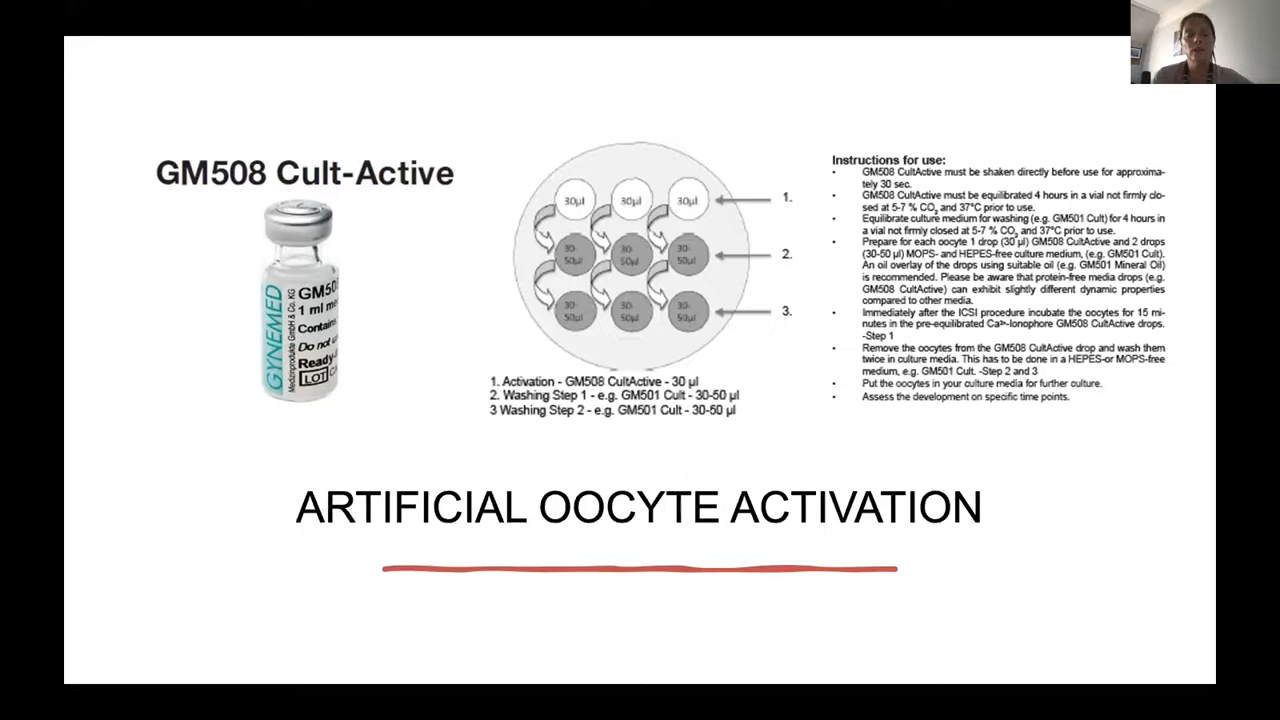 GM508 Cult-Active
GYNEMED
Medizinprodukte GmbH & Co. KG
GM50
1 ml me
Contains
Do not u
Ready-
LOT
30µl 30µl 30µl
30-50µl 30-50µl 30-50µl
30-50µl 30-50µl 30-50µl
1.
2.
3.
1. Activation - GM508 CultActive - 30 µl
2. Washing Step 1 - e.g. GM501 Cult - 30-50 µl
3 Washing Step 2 - e.g. GM501 Cult - 30-50 µl
Instructions for use:
• GM508 CultActive must be shaken directly before use for approxima-
tely 30 sec.
• GM508 CultActive must be equilibrated 4 hours in a vial not firmly clo-
sed at 5-7 % CO₂ and 37°C prior to use.
• Equilibrate culture medium for washing (e.g. GM501 Cult) for 4 hours in
a vial not firmly closed at 5-7 % CO₂ and 37°C prior to use.
• Prepare for each oocyte 1 drop (30 µl) GM508 CultActive and 2 drops
(30-50 µl) MOPS- and HEPES-free culture medium, (e.g. GM501 Cult).
An oil overlay of the drops using suitable oil (e.g. GM501 Mineral Oil)
is recommended. Please be aware that protein-free media drops (e.g.
GM508 CultActive) can exhibit slightly different dynamic properties
compared to other media.
• Immediately after the ICSI procedure incubate the oocytes for 15 mi-
nutes in the pre-equilibrated Ca²⁺-Ionophore GM508 CultActive drops.
-Step 1
• Remove the oocytes from the GM508 CultActive drop and wash them
twice in culture media. This has to be done in a HEPES-or MOPS-free
medium, e.g. GM501 Cult. -Step 2 and 3
• Put the oocytes in your culture media for further culture.
• Assess the development on specific time points.
ARTIFICIAL OOCYTE ACTIVATION